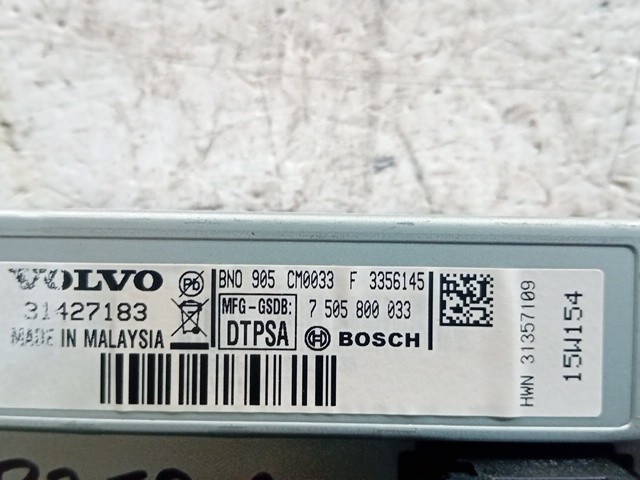 VOLVO Pb BNO 905 CM0033 F 3356145
31427183 MFG-GSDB: 7 505 800 033
MADE IN MALAYSIA DTPSA BOSCH
HWN 31357109
15W154